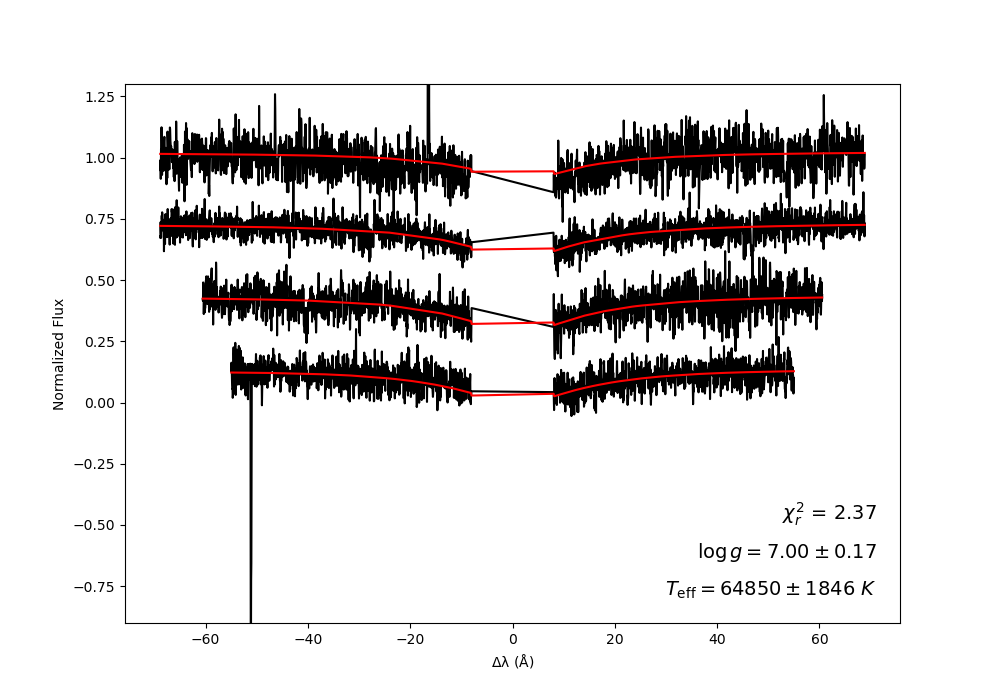 1.25
1.00
0.75
0.50
0.25
0.00
−0.25
−0.50
−0.75
Normalized Flux
χ²ᵣ = 2.37
log g = 7.00 ± 0.17
T_eff = 64850 ± 1846 K
−60 −40 −20 0 20 40 60
Δλ (Å)